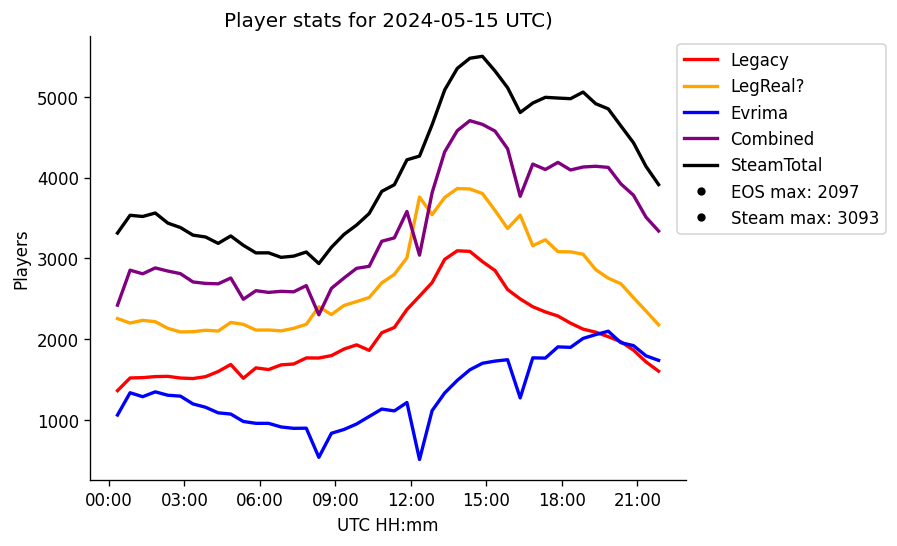 Player stats for 2024-05-15 UTC)
Legacy
LegReal?
Evrima
Combined
SteamTotal
EOS max: 2097
Steam max: 3093
Players
5000
4000
3000
2000
1000
00:00 03:00 06:00 09:00 12:00 15:00 18:00 21:00
UTC HH:mm